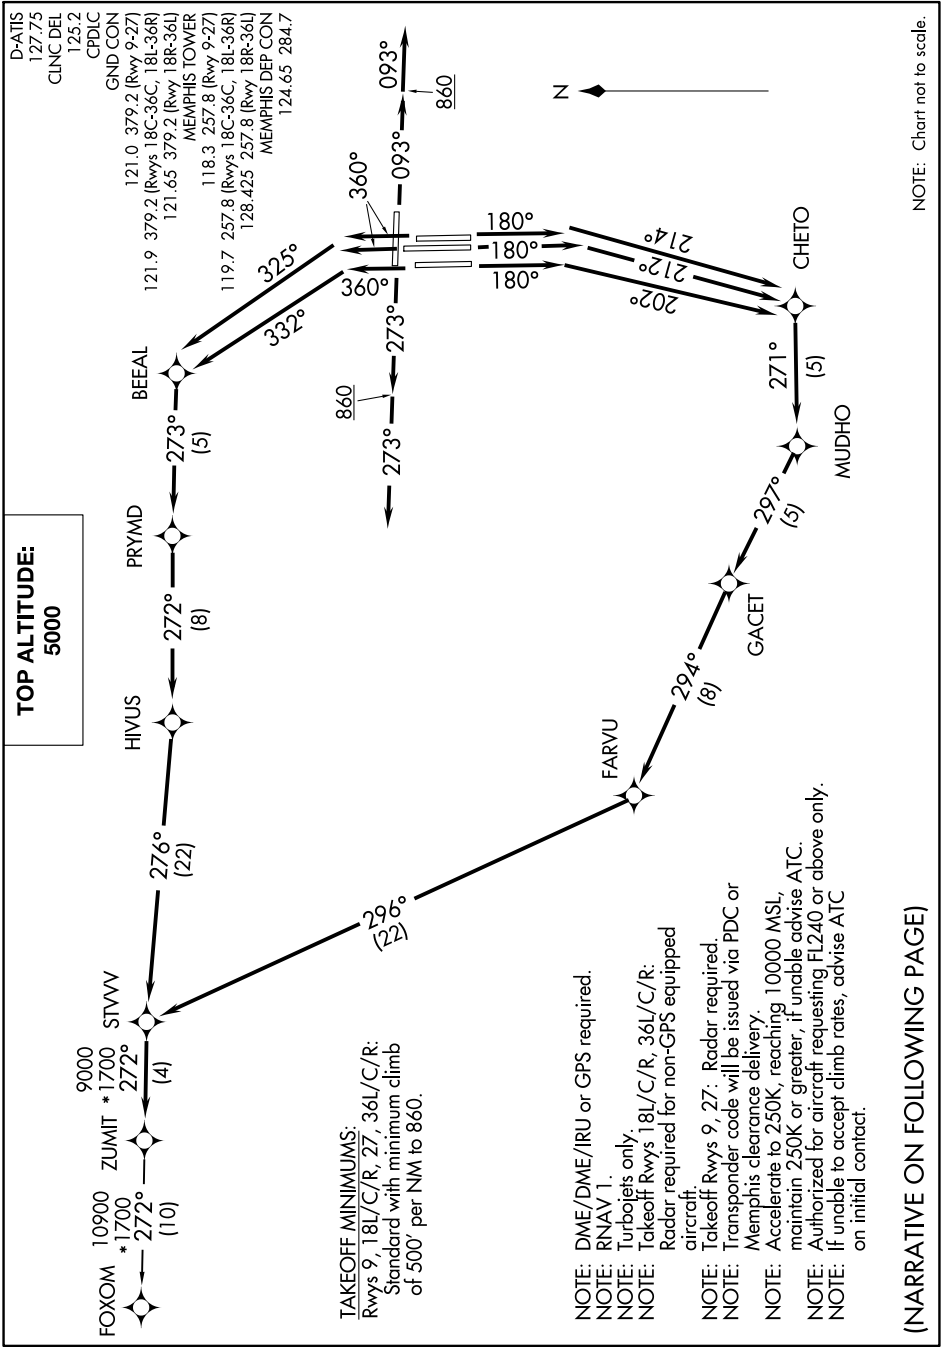 TOP ALTITUDE:
5000
D-ATIS
127.75
CLNC DEL
125.2
CPDLC
GND CON
121.0 379.2 (Rwy 9-27)
121.9 379.2 (Rwys 18C-36C, 18L-36R)
121.65 379.2 (Rwy 18R-36L)
MEMPHIS TOWER
118.3 257.8 (Rwy 9-27)
119.7 257.8 (Rwys 18C-36C, 18L-36R)
128.425 257.8 (Rwy 18R-36L)
MEMPHIS DEP CON
124.65 284.7
FOXOM
10900
*1700
272°
(10)
ZUMIT
9000
*1700
272°
(4)
STVVV
276°
(22)
HIVUS
272°
(8)
PRYMD
273°
(5)
BEEAL
325°
332°
360°
360°
273°
860
273°
093°
860
093°
N
180°
180°
180°
214°
212°
202°
CHETO
271°
(5)
MUDHO
297°
(5)
GACET
294°
(8)
FARVU
296°
(22)
TAKEOFF MINIMUMS:
Rwys 9, 18L/C/R, 27, 36L/C/R:
Standard with minimum climb
of 500' per NM to 860.
NOTE: DME/DME/IRU or GPS required.
NOTE: RNAV 1.
NOTE: Turbojets only.
NOTE: Takeoff Rwys 18L/C/R, 36L/C/R:
Radar required for non-GPS equipped
aircraft.
NOTE: Takeoff Rwys 9, 27: Radar required.
NOTE: Transponder code will be issued via PDC or
Memphis clearance delivery.
NOTE: Accelerate to 250K, reaching 10000 MSL,
maintain 250K or greater, if unable advise ATC.
NOTE: Authorized for aircraft requesting FL240 or above only.
NOTE: If unable to accept climb rates, advise ATC
on initial contact.
(NARRATIVE ON FOLLOWING PAGE)
NOTE: Chart not to scale.